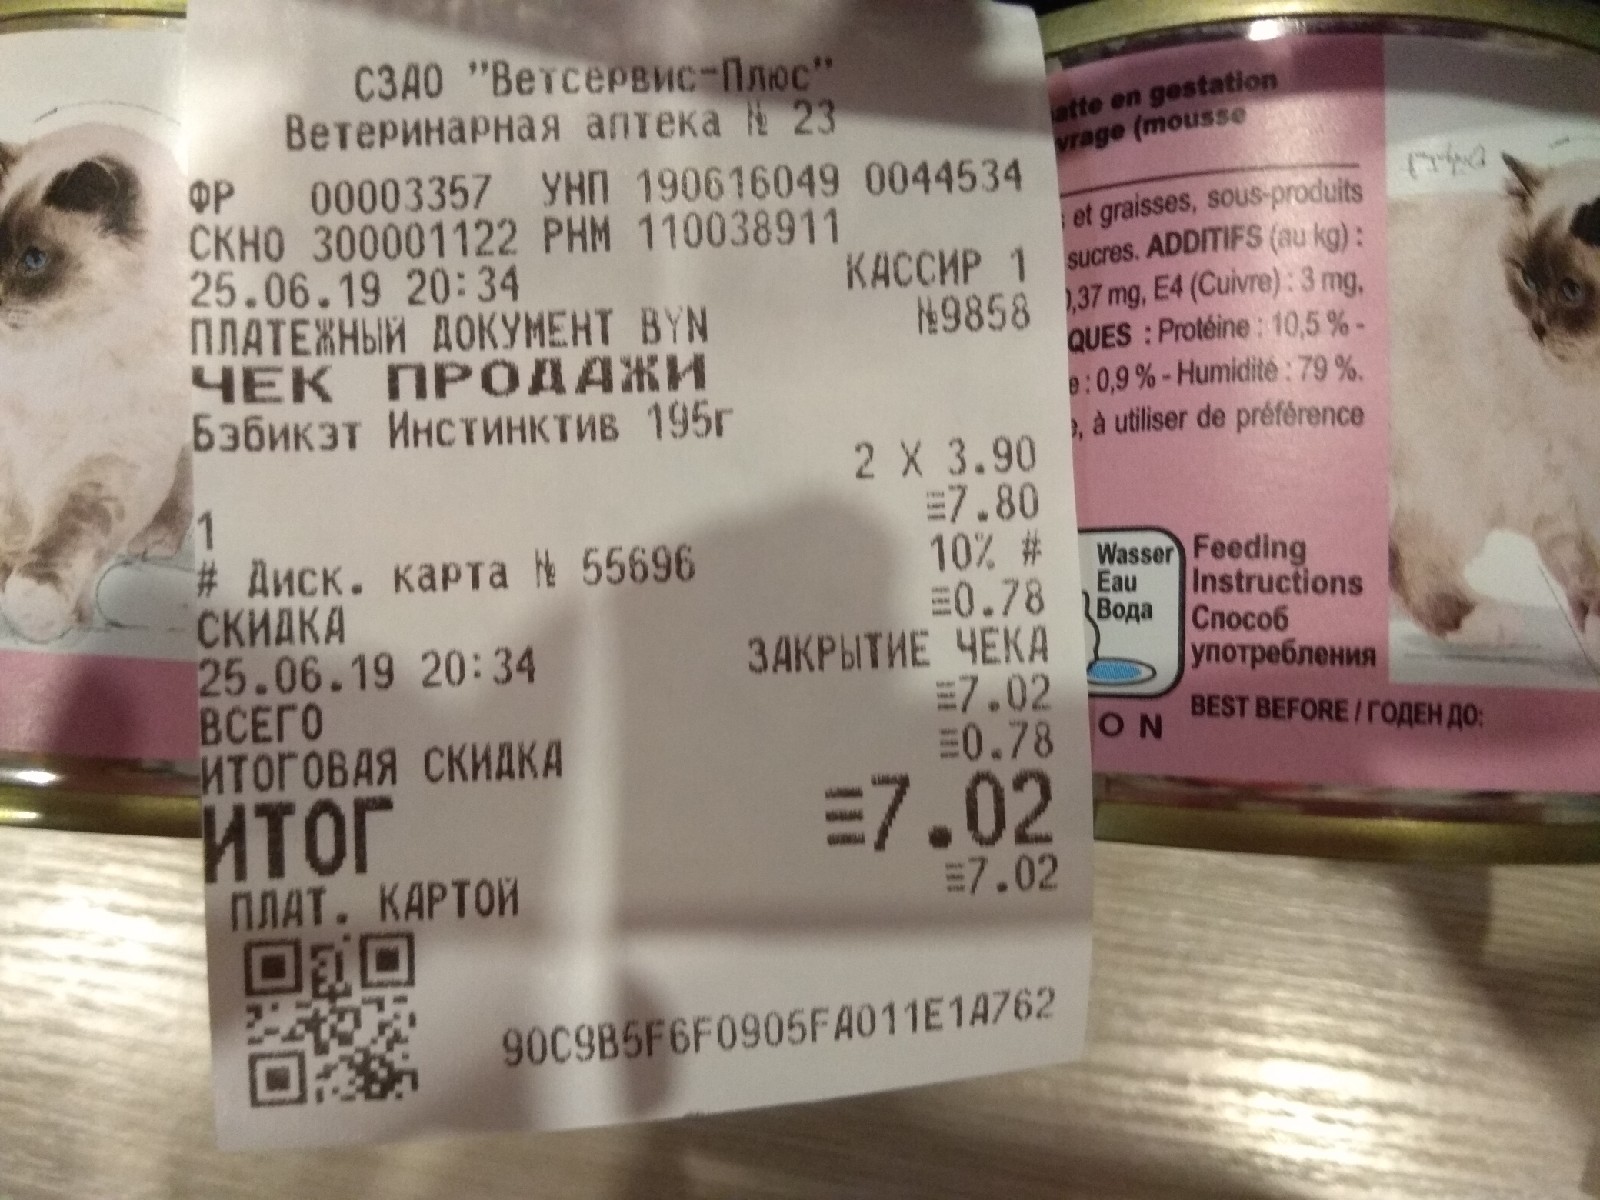 СЗАО "Ветсервис-Плюс"
Ветеринарная аптека № 23
ФР 00003357 УНП 190616049 0044534
СКНО 300001122 РНМ 110038911
КАССИР 1
25.06.19 20:34
№9858
ПЛАТЕЖНЫЙ ДОКУМЕНТ BYN
ЧЕК ПРОДАЖИ
Бэбикэт Инстинктив 195г
2 X 3.90
≡7.80
1
10% #
# Диск. карта № 55696
≡0.78
СКИДКА
ЗАКРЫТИЕ ЧЕКА
25.06.19 20:34
≡7.02
ВСЕГО
≡0.78
ИТОГОВАЯ СКИДКА
≡7.02
ИТОГ
≡7.02
ПЛАТ. КАРТОЙ
90C9B5F6F0905FA011E1A762
atte en gestation
vrage (mousse
et graisses, sous-produits
sucres. ADDITIFS (au kg) :
,37 mg, E4 (Cuivre) : 3 mg,
QUES : Protéine : 10,5 % -
e : 0,9 % - Humidité : 79 %.
, à utiliser de préférence
Wasser
Eau
Вода
Feeding
Instructions
Способ
употребления
O N
BEST BEFORE / ГОДЕН ДО: